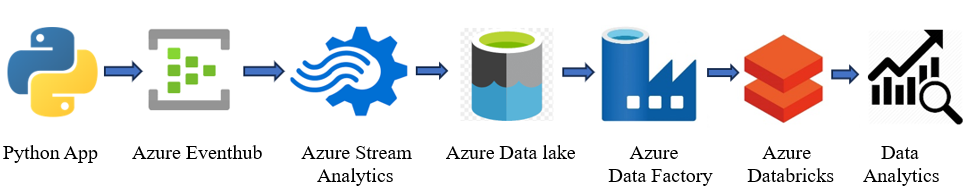 Python App
Azure Eventhub
Azure Stream
Analytics
Azure Data lake
Azure
Data Factory
Azure
Databricks
Data
Analytics